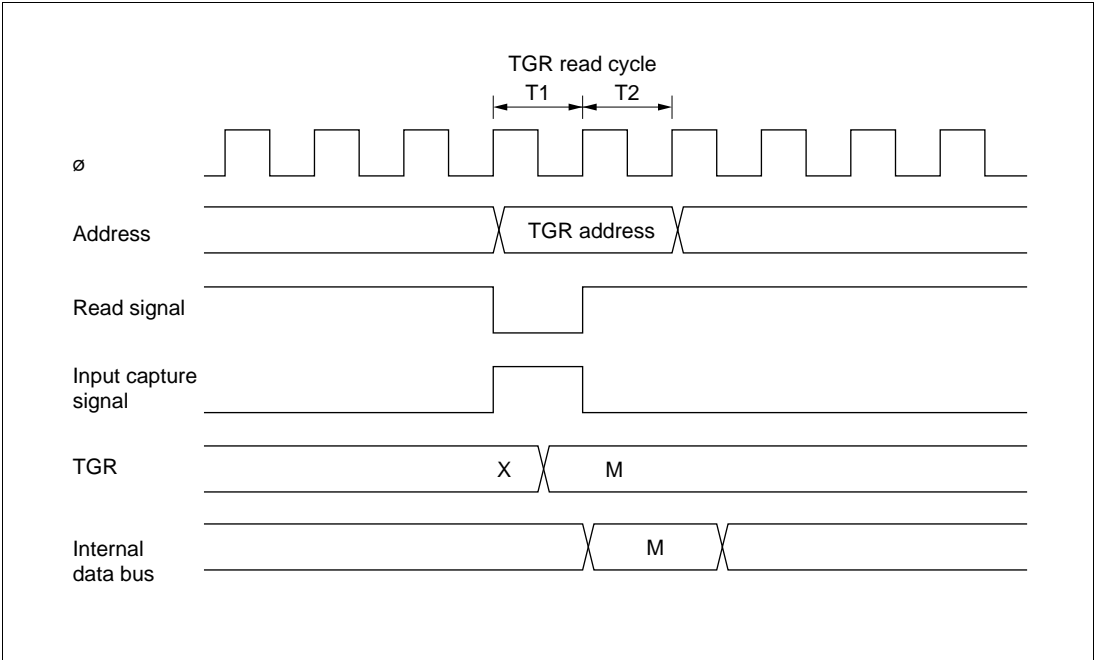 TGR read cycle
T1 T2
ø
Address
TGR address
Read signal
Input capture
signal
TGR
X M
Internal
data bus
M